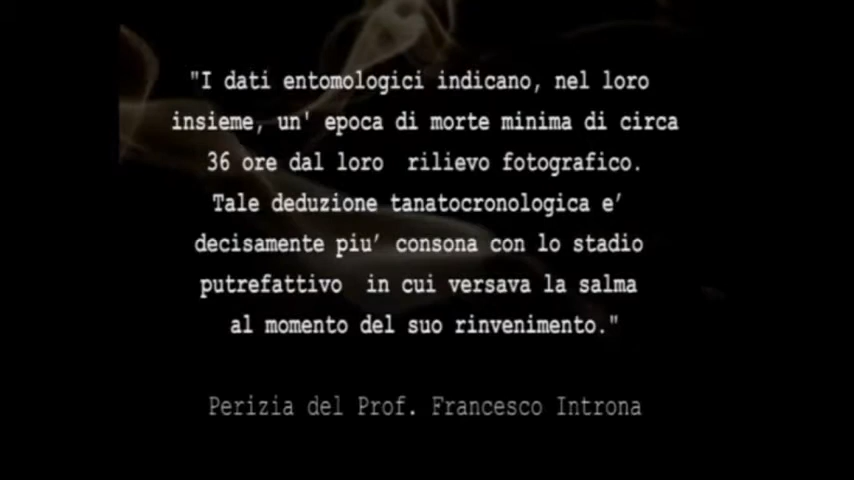 "I dati entomologici indicano, nel loro
insieme, un' epoca di morte minima di circa
36 ore dal loro rilievo fotografico.
Tale deduzione tanatocronologica e’
decisamente piu’ consona con lo stadio
putrefattivo in cui versava la salma
al momento del suo rinvenimento."
Perizia del Prof. Francesco Introna